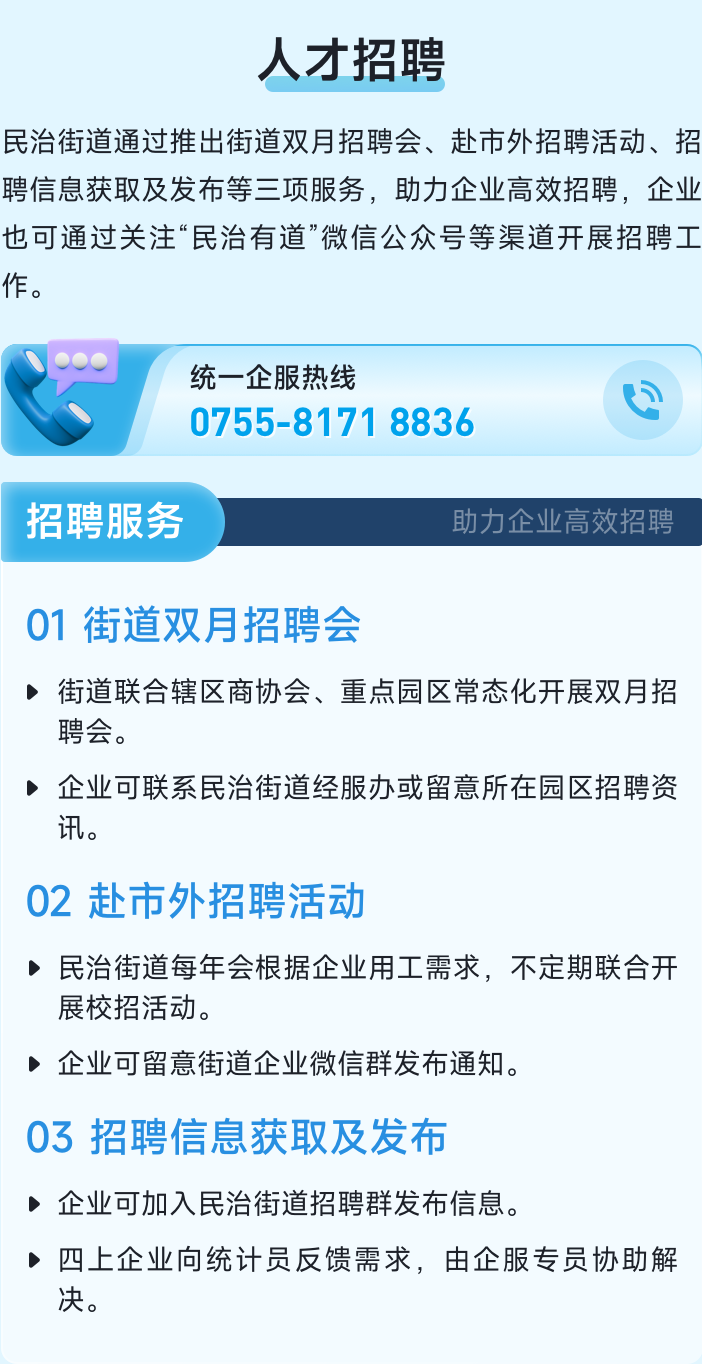 人才招聘
民治街道通过推出街道双月招聘会、赴市外招聘活动、招
聘信息获取及发布等三项服务，助力企业高效招聘，企业
也可通过关注“民治有道”微信公众号等渠道开展招聘工
作。
统一企服热线
0755-8171 8836
招聘服务
助力企业高效招聘
01 街道双月招聘会
街道联合辖区商协会、重点园区常态化开展双月招
聘会。
企业可联系民治街道经服办或留意所在园区招聘资
讯。
02 赴市外招聘活动
民治街道每年会根据企业用工需求，不定期联合开
展校招活动。
企业可留意街道企业微信群发布通知。
03 招聘信息获取及发布
企业可加入民治街道招聘群发布信息。
四上企业向统计员反馈需求，由企服专员协助解
决。